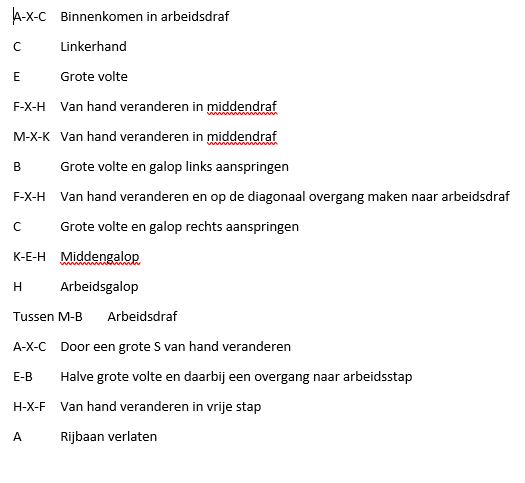 A-X-C Binnenkomen in arbeidsdraf
C Linkerhand
E Grote volte
F-X-H Van hand veranderen in middendraf
M-X-K Van hand veranderen in middendraf
B Grote volte en galop links aanspringen
F-X-H Van hand veranderen en op de diagonaal overgang maken naar arbeidsdraf
C Grote volte en galop rechts aanspringen
K-E-H Middengalop
H Arbeidsgalop
Tussen M-B Arbeidsdraf
A-X-C Door een grote S van hand veranderen
E-B Halve grote volte en daarbij een overgang naar arbeidsstap
H-X-F Van hand veranderen in vrije stap
A Rijbaan verlaten